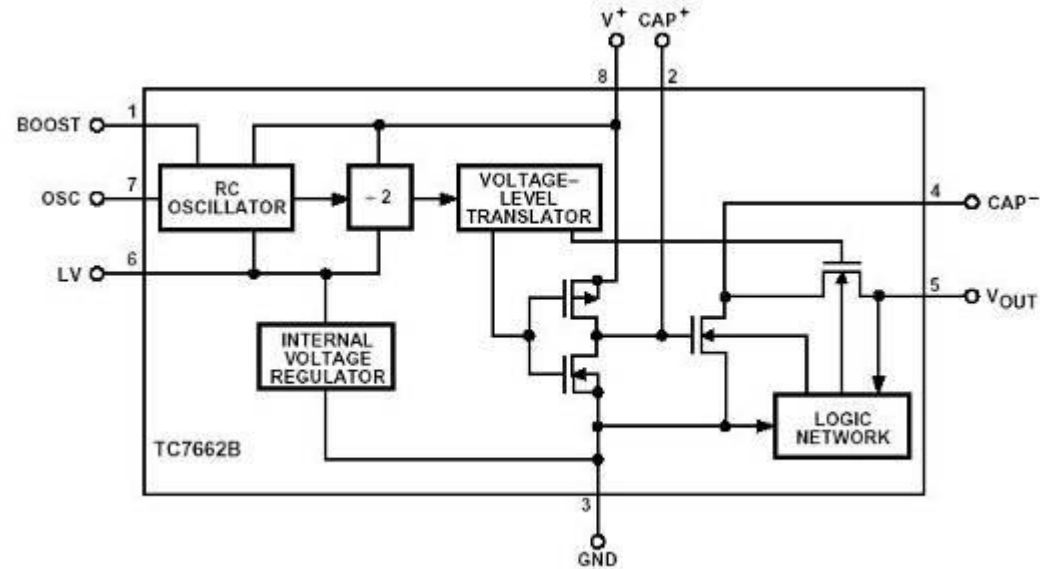 V+ CAP+
8 2
1
BOOST
7
OSC
RC
OSCILLATOR
÷ 2
VOLTAGE–
LEVEL
TRANSLATOR
4
CAP–
6
LV
5
VOUT
INTERNAL
VOLTAGE
REGULATOR
LOGIC
NETWORK
TC7662B
3
GND